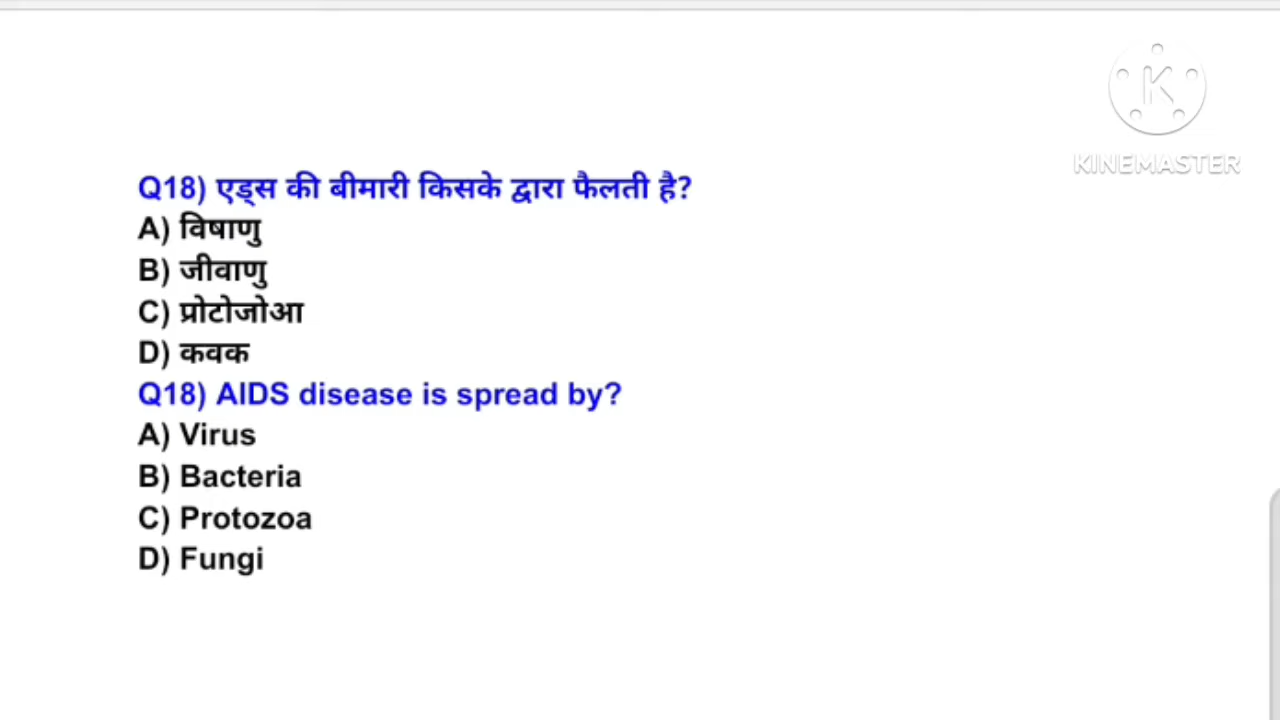 K
KINEMASTER
Q18) एड्स की बीमारी किसके द्वारा फैलती है?
A) विषाणु
B) जीवाणु
C) प्रोटोजोआ
D) कवक
Q18) AIDS disease is spread by?
A) Virus
B) Bacteria
C) Protozoa
D) Fungi